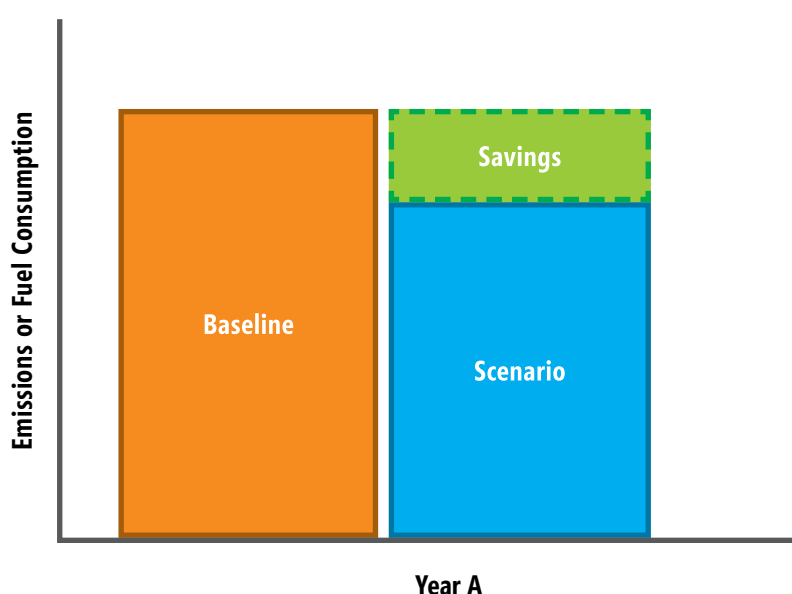 Emissions or Fuel Consumption
Savings
Baseline
Scenario
Year A